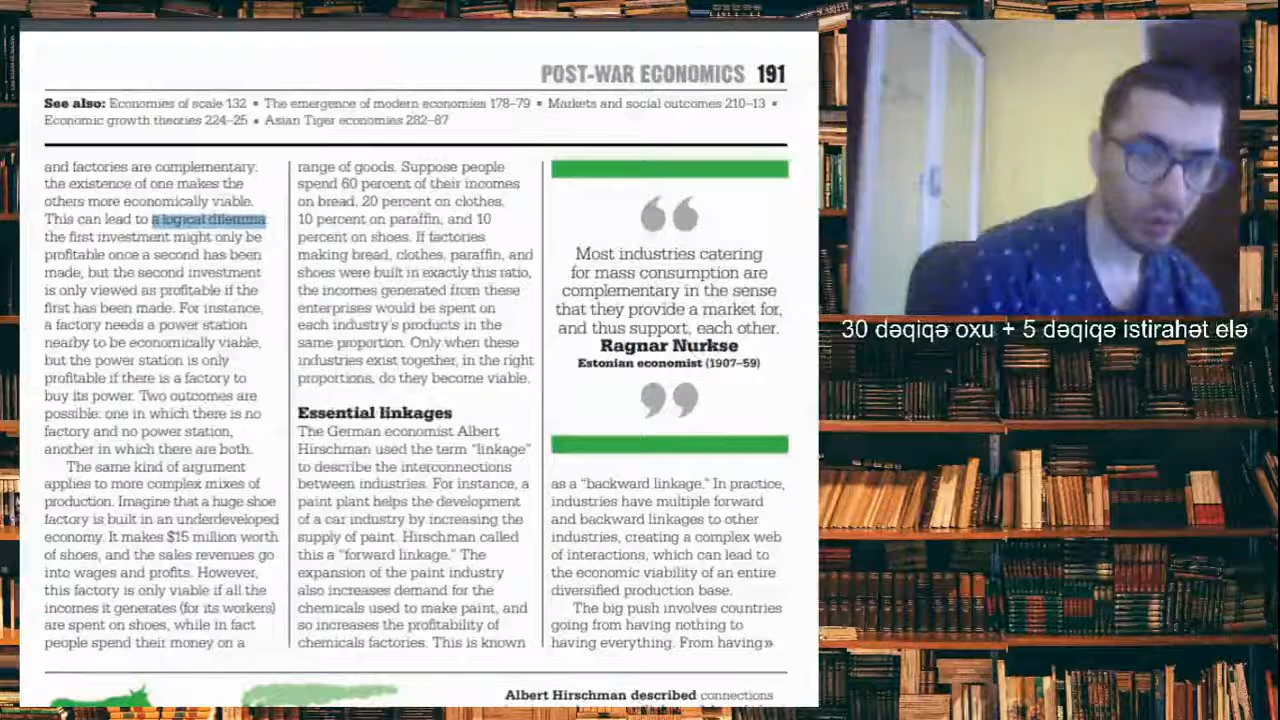 POST-WAR ECONOMICS 191
See also: Economies of scale 132 ▪ The emergence of modern economies 178–79 ▪ Markets and social outcomes 210–13 ▪
Economic growth theories 224–25 ▪ Asian Tiger economies 282–87
and factories are complementary:
the existence of one makes the
others more economically viable.
This can lead to a logical dilemma
the first investment might only be
profitable once a second has been
made, but the second investment
is only viewed as profitable if the
first has been made. For instance,
a factory needs a power station
nearby to be economically viable,
but the power station is only
profitable if there is a factory to
buy its power. Two outcomes are
possible: one in which there is no
factory and no power station,
another in which there are both.
The same kind of argument
applies to more complex mixes of
production. Imagine that a huge shoe
factory is built in an underdeveloped
economy. It makes $15 million worth
of shoes, and the sales revenues go
into wages and profits. However,
this factory is only viable if all the
incomes it generates (for its workers)
are spent on shoes, while in fact
people spend their money on a
range of goods. Suppose people
spend 60 percent of their incomes
on bread, 20 percent on clothes,
10 percent on paraffin, and 10
percent on shoes. If factories
making bread, clothes, paraffin, and
shoes were built in exactly this ratio,
the incomes generated from these
enterprises would be spent on
each industry's products in the
same proportion. Only when these
industries exist together, in the right
proportions, do they become viable.
Essential linkages
The German economist Albert
Hirschman used the term "linkage"
to describe the interconnections
between industries. For instance, a
paint plant helps the development
of a car industry by increasing the
supply of paint. Hirschman called
this a "forward linkage." The
expansion of the paint industry
also increases demand for the
chemicals used to make paint, and
so increases the profitability of
chemicals factories. This is known
“
Most industries catering
for mass consumption are
complementary in the sense
that they provide a market for,
and thus support, each other.
Ragnar Nurkse
Estonian economist (1907–59)
”
as a "backward linkage." In practice,
industries have multiple forward
and backward linkages to other
industries, creating a complex web
of interactions, which can lead to
the economic viability of an entire
diversified production base.
The big push involves countries
going from having nothing to
having everything. From having »
Albert Hirschman described connections
30 dəqiqə oxu + 5 dəqiqə istirahət elə